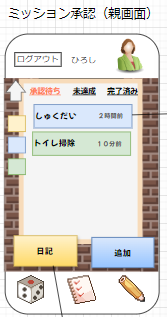 ミッション承認（親画面）
ログアウト ひろし
承認待ち 未達成 完了済み
しゅくだい 2時間前
トイレ掃除 10分前
日記 追加